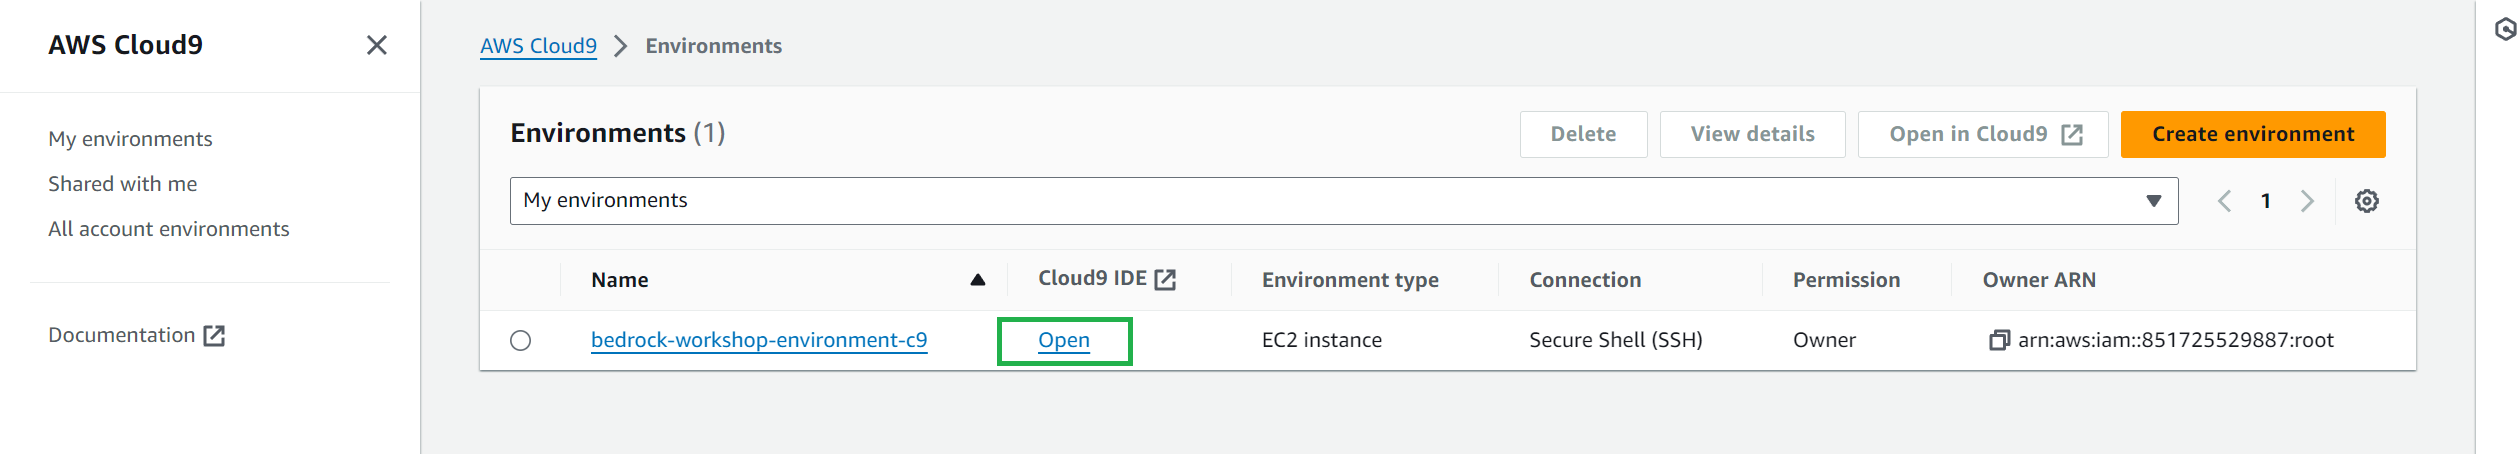 AWS Cloud9
My environments
Shared with me
All account environments
Documentation
AWS Cloud9 > Environments
Environments (1)
Delete
View details
Open in Cloud9
Create environment
My environments
1
Name
Cloud9 IDE
Environment type
Connection
Permission
Owner ARN
bedrock-workshop-environment-c9
Open
EC2 instance
Secure Shell (SSH)
Owner
arn:aws:iam::851725529887:root